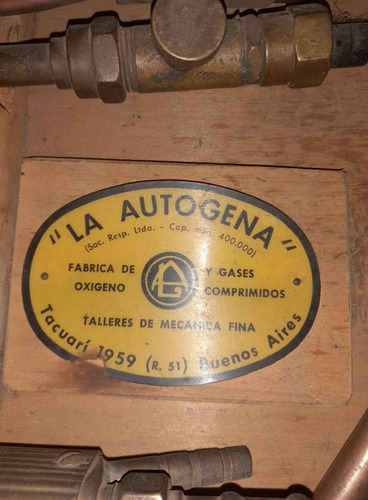 "LA AUTOGENA"
(Soc. Resp. Ltda. - Cap. m$n. 400.000)
FABRICA DE Y GASES
OXIGENO COMPRIMIDOS
TALLERES DE MECANICA FINA
Tacuarí 1959 (R. 51) Buenos Aires